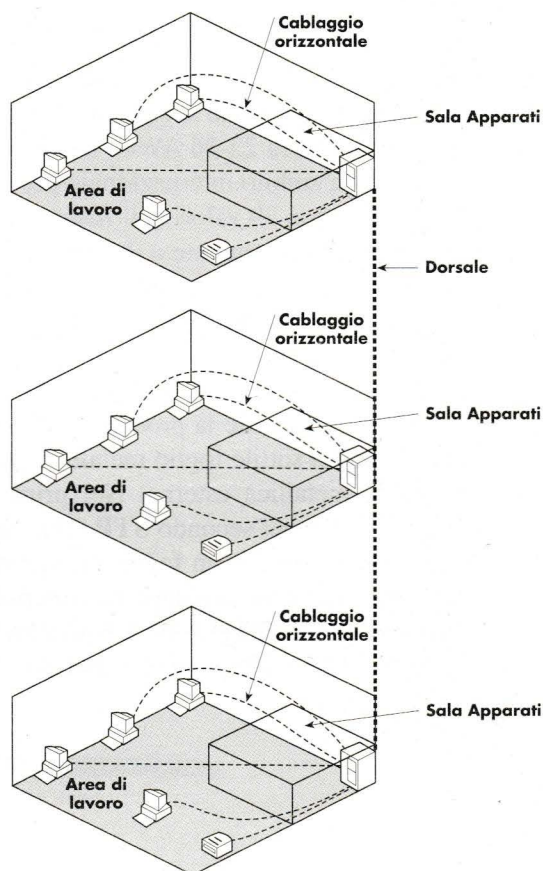 Cablaggio
orizzontale
Sala Apparati
Area di
lavoro
Dorsale
Cablaggio
orizzontale
Sala Apparati
Area di
lavoro
Cablaggio
orizzontale
Sala Apparati
Area di
lavoro